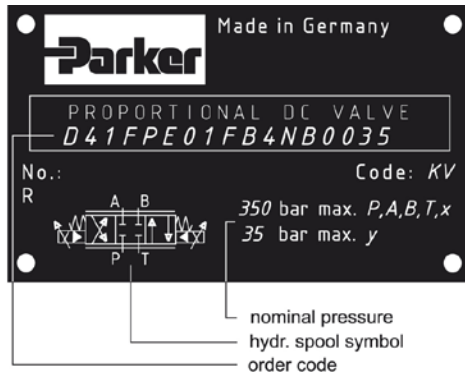 Made in Germany
Parker
PROPORTIONAL DC VALVE
D41FPE01FB4NB0035
No.:
Code: KV
R
A B
350 bar max. P,A,B,T,x
35 bar max. y
P T
nominal pressure
hydr. spool symbol
order code